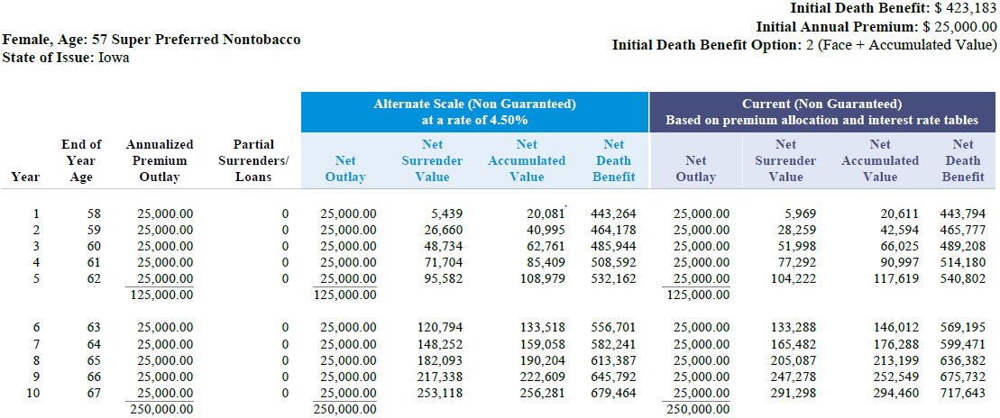 Initial Death Benefit: $ 423,183
Initial Annual Premium: $ 25,000.00
Female, Age: 57 Super Preferred Nontobacco
Initial Death Benefit Option: 2 (Face + Accumulated Value)
State of Issue: Iowa
Alternate Scale (Non Guaranteed) Current (Non Guaranteed)
at a rate of 4.50% Based on premium allocation and interest rate tables
End of Annualized Partial Net Net Net Net Net Net
Year Premium Surrenders/ Net Surrender Accumulated Death Net Surrender Accumulated Death
Year Age Outlay Loans Outlay Value Value Benefit Outlay Value Value Benefit
1 58 25,000.00 0 25,000.00 5,439 20,081 443,264 25,000.00 5,969 20,611 443,794
2 59 25,000.00 0 25,000.00 26,660 40,995 464,178 25,000.00 28,259 42,594 465,777
3 60 25,000.00 0 25,000.00 48,734 62,761 485,944 25,000.00 51,998 66,025 489,208
4 61 25,000.00 0 25,000.00 71,704 85,409 508,592 25,000.00 77,292 90,997 514,180
5 62 25,000.00 0 25,000.00 95,582 108,979 532,162 25,000.00 104,222 117,619 540,802
125,000.00 125,000.00 125,000.00
6 63 25,000.00 0 25,000.00 120,794 133,518 556,701 25,000.00 133,288 146,012 569,195
7 64 25,000.00 0 25,000.00 148,252 159,058 582,241 25,000.00 165,482 176,288 599,471
8 65 25,000.00 0 25,000.00 182,093 190,204 613,387 25,000.00 205,087 213,199 636,382
9 66 25,000.00 0 25,000.00 217,338 222,609 645,792 25,000.00 247,278 252,549 675,732
10 67 25,000.00 0 25,000.00 253,118 256,281 679,464 25,000.00 291,298 294,460 717,643
250,000.00 250,000.00 250,000.00